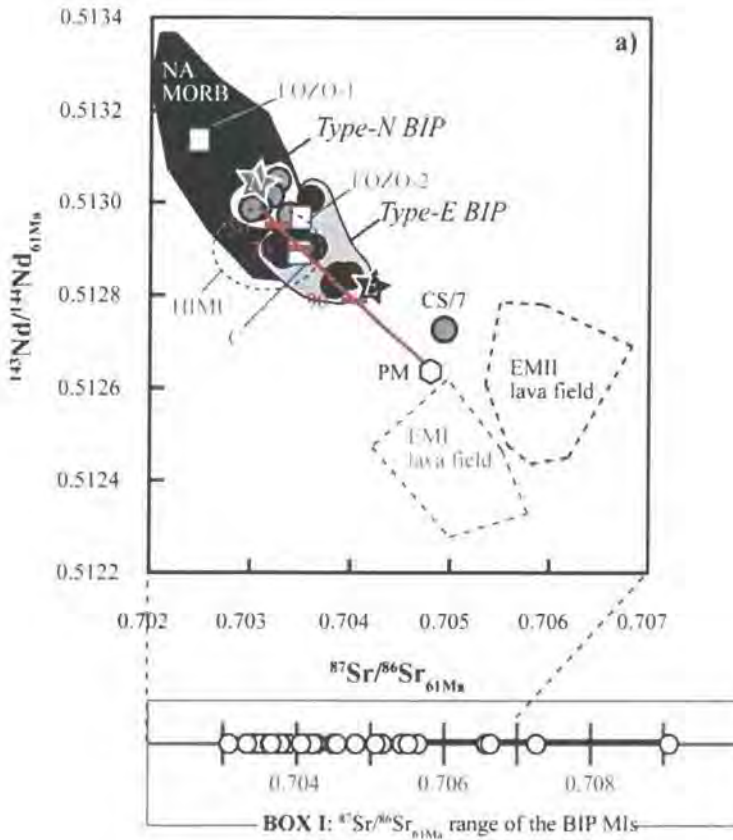 0.5134
0.5132
0.5130
0.5128
0.5126
0.5124
0.5122
¹⁴³Nd/¹⁴⁴Nd₆₁Ma
a)
NA
MORB
FOZO-1
Type-N BIP
N
FOZO-2
Type-E BIP
E
HIMU
C
90
CS/7
PM
EMII
lava field
EMI
lava field
0.702 0.703 0.704 0.705 0.706 0.707
⁸⁷Sr/⁸⁶Sr₆₁Ma
0.704 0.706 0.708
BOX I: ⁸⁷Sr/⁸⁶Sr₆₁Ma range of the BIP MIs